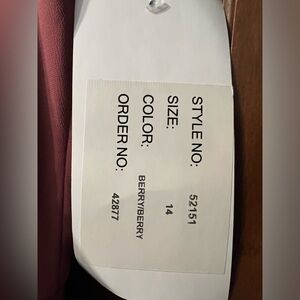 STYLE NO: 52151
SIZE: 14
COLOR: BERRY/BERRY
ORDER NO: 42877